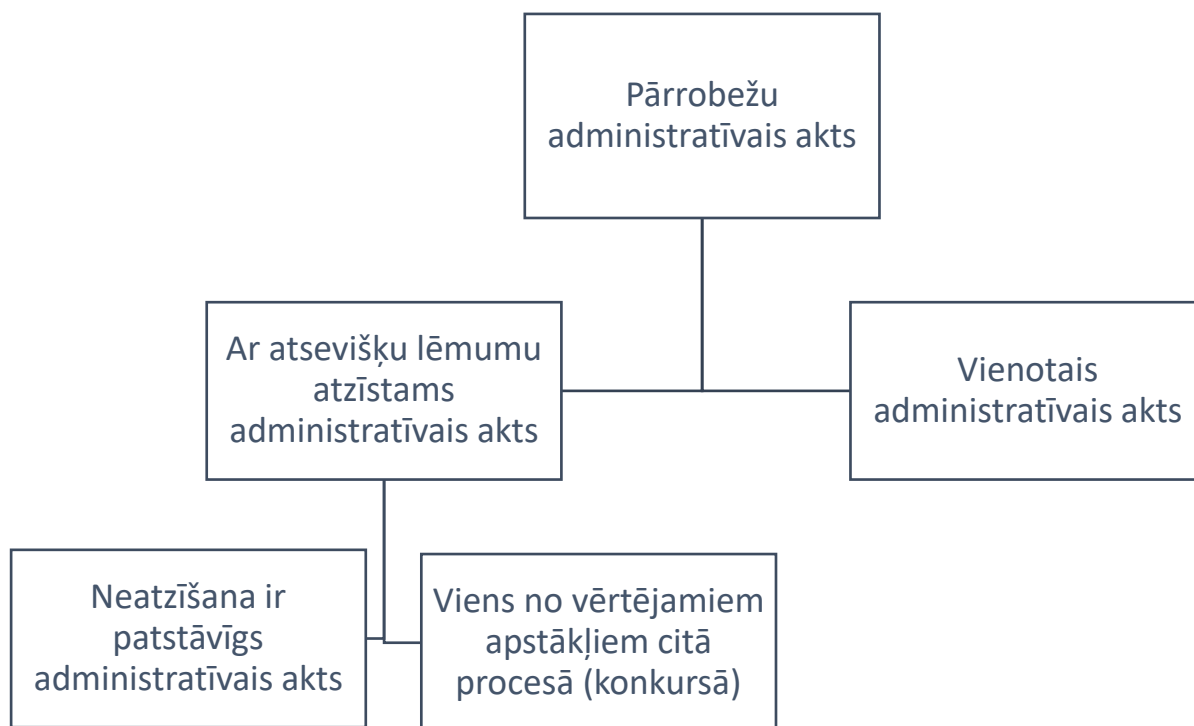 Pārrobežu
administratīvais akts
Ar atsevišķu lēmumu
atzīstams
administratīvais akts
Vienotais
administratīvais akts
Neatzīšana ir
patstāvīgs
administratīvais akts
Viens no vērtējamiem
apstākļiem citā
procesā (konkursā)